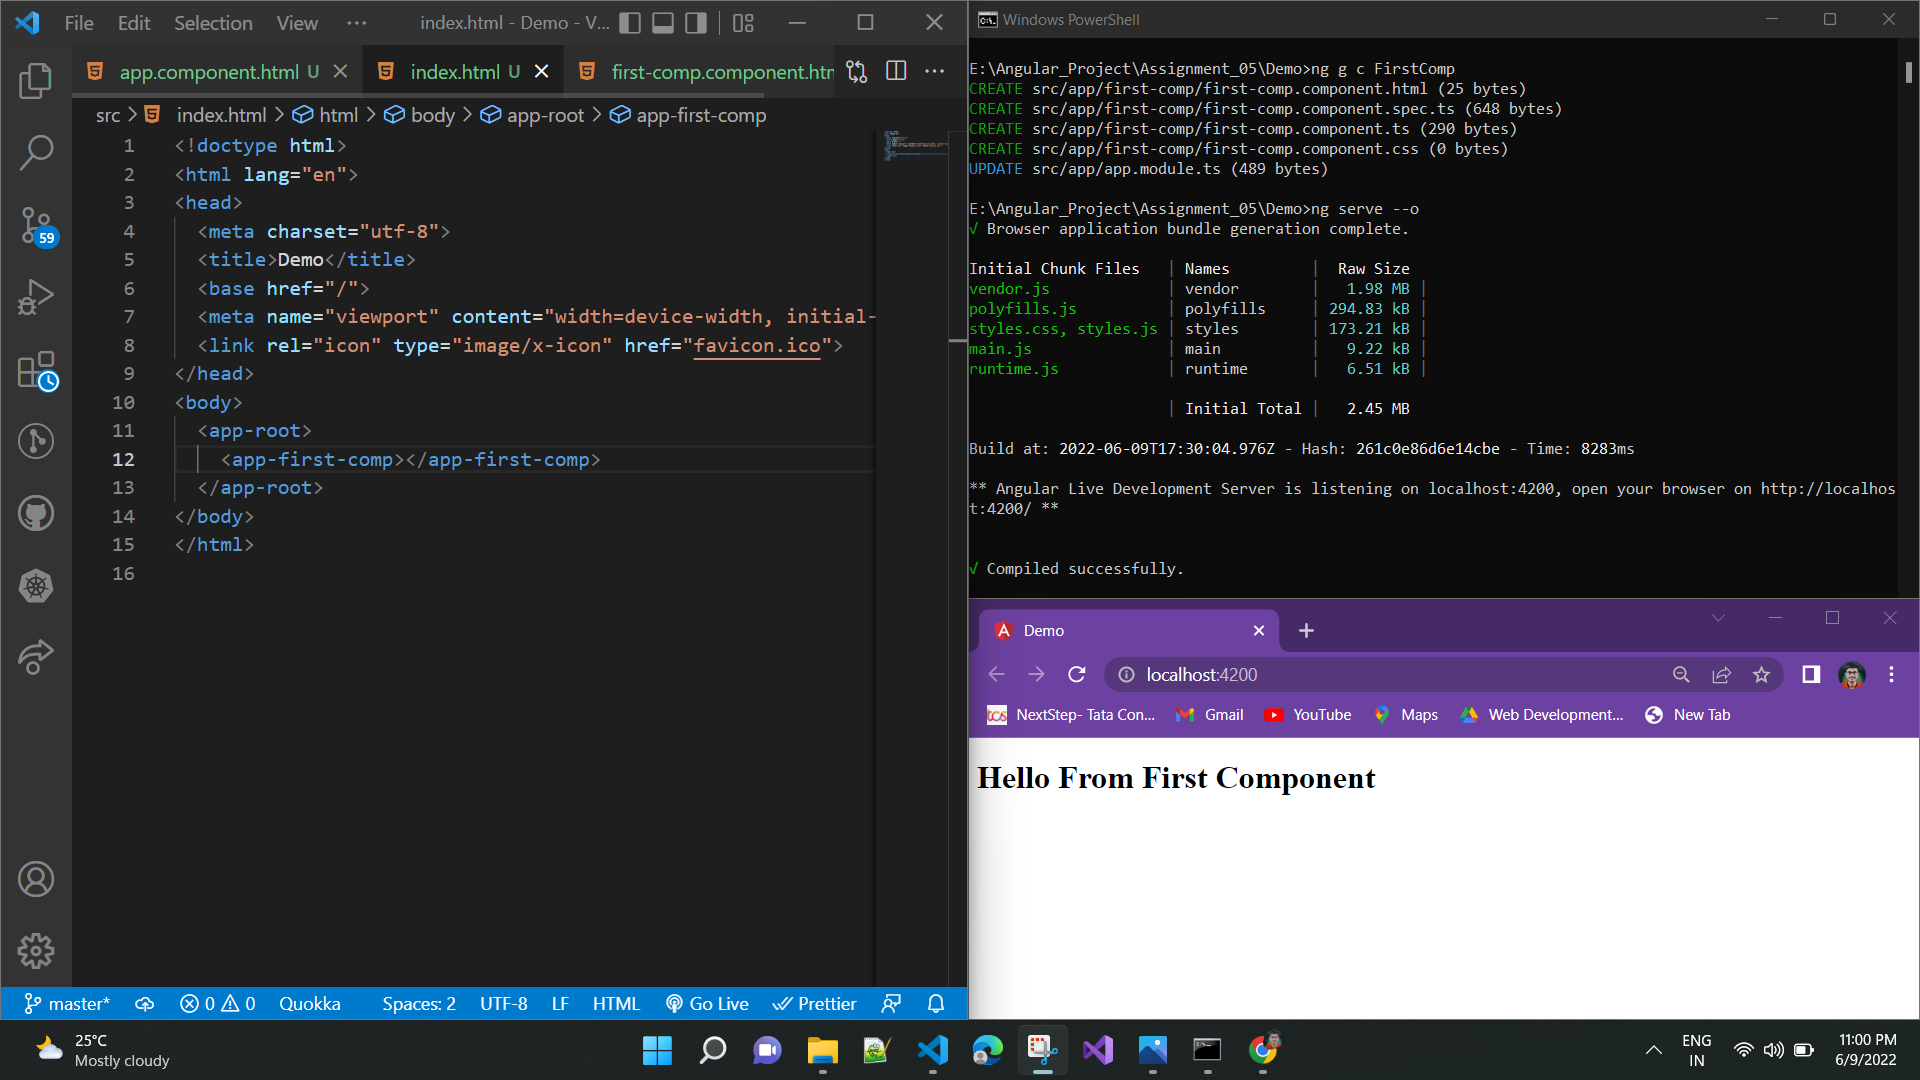 File Edit Selection View ··· index.html - Demo - V...
app.component.html U
index.html U
first-comp.component.htm
src > index.html > html > body > app-root > app-first-comp
1 <!doctype html>
2 <html lang="en">
3 <head>
4 <meta charset="utf-8">
5 <title>Demo</title>
6 <base href="/">
7 <meta name="viewport" content="width=device-width, initial-
8 <link rel="icon" type="image/x-icon" href="favicon.ico">
9 </head>
10 <body>
11 <app-root>
12 <app-first-comp></app-first-comp>
13 </app-root>
14 </body>
15 </html>
16
59
master* 0 0 Quokka Spaces: 2 UTF-8 LF HTML Go Live Prettier
Windows PowerShell
E:\Angular_Project\Assignment_05\Demo>ng g c FirstComp
CREATE src/app/first-comp/first-comp.component.html (25 bytes)
CREATE src/app/first-comp/first-comp.component.spec.ts (648 bytes)
CREATE src/app/first-comp/first-comp.component.ts (290 bytes)
CREATE src/app/first-comp/first-comp.component.css (0 bytes)
UPDATE src/app/app.module.ts (489 bytes)
E:\Angular_Project\Assignment_05\Demo>ng serve --o
√ Browser application bundle generation complete.
Initial Chunk Files | Names | Raw Size
vendor.js | vendor | 1.98 MB |
polyfills.js | polyfills | 294.83 kB |
styles.css, styles.js | styles | 173.21 kB |
main.js | main | 9.22 kB |
runtime.js | runtime | 6.51 kB |
| Initial Total | 2.45 MB
Build at: 2022-06-09T17:30:04.976Z - Hash: 261c0e86d6e14cbe - Time: 8283ms
** Angular Live Development Server is listening on localhost:4200, open your browser on http://localhos
t:4200/ **
√ Compiled successfully.
Demo
localhost:4200
NextStep- Tata Con... Gmail YouTube Maps Web Development... New Tab
Hello From First Component
25°C
Mostly cloudy
ENG
IN
11:00 PM
6/9/2022